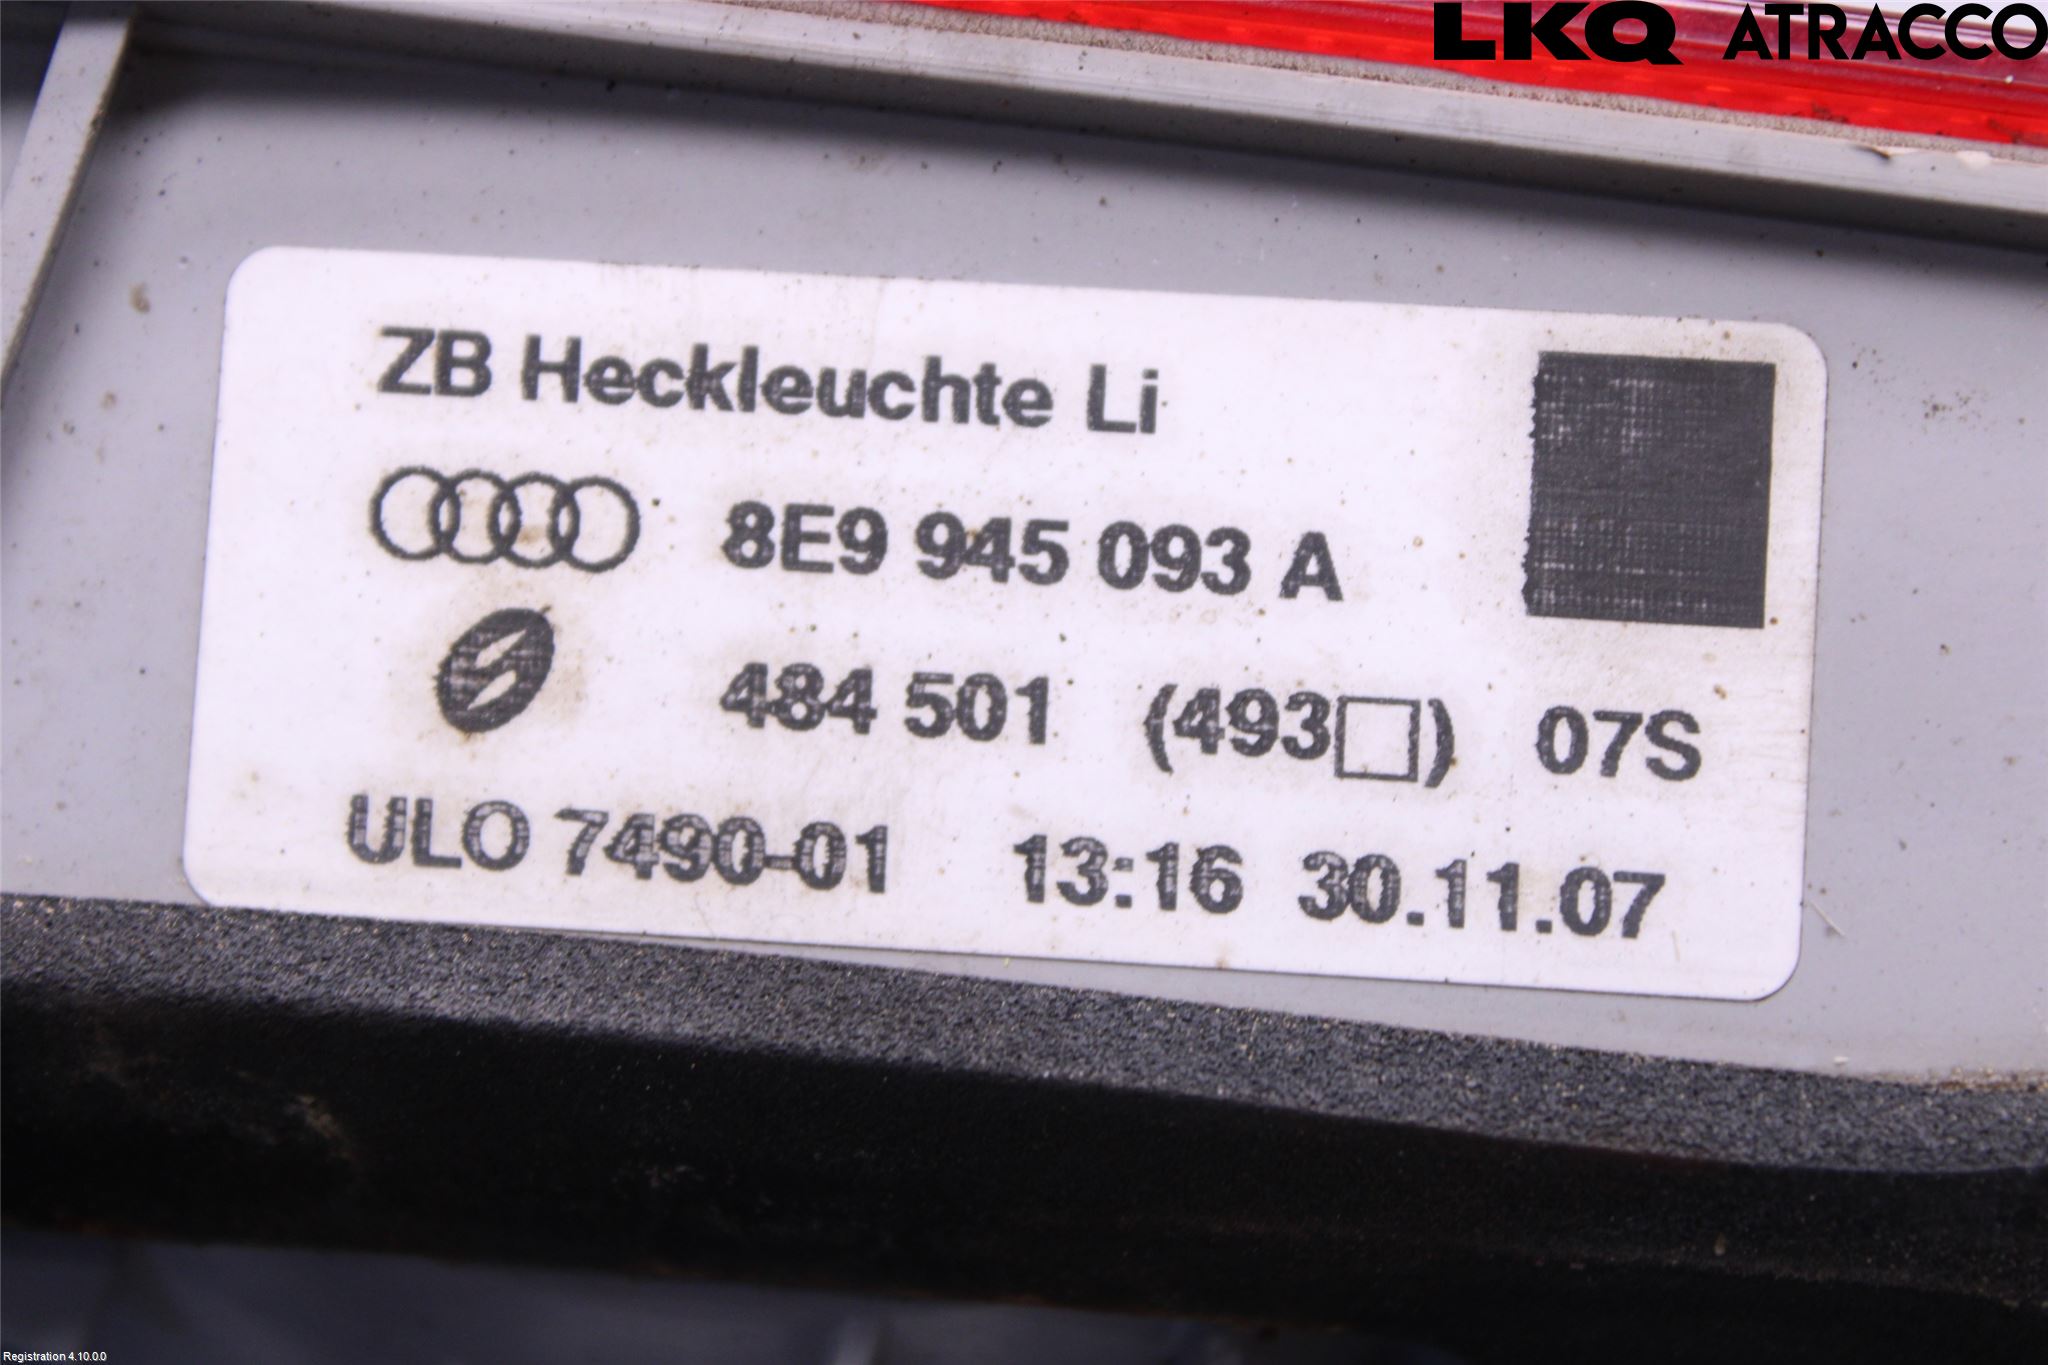 LKQ ATRACCO
ZB Heckleuchte Li
8E9 945 093 A
484 501 (493□) 07S
ULO 7490-01 13:16 30.11.07
Registration 4.10.0.0